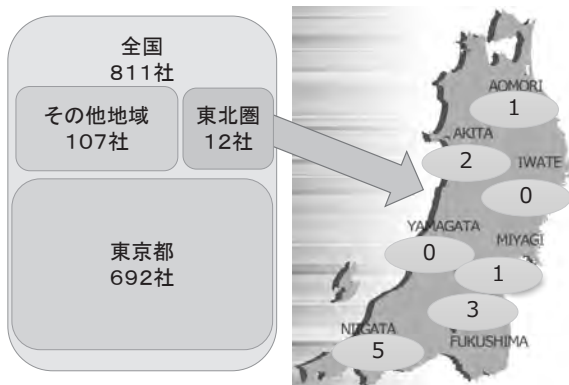 全国
811社
その他地域
107社
東北圏
12社
東京都
692社
AOMORI
1
AKITA
2
IWATE
0
YAMAGATA
0
MIYAGI
1
3
FUKUSHIMA
NIIGATA
5